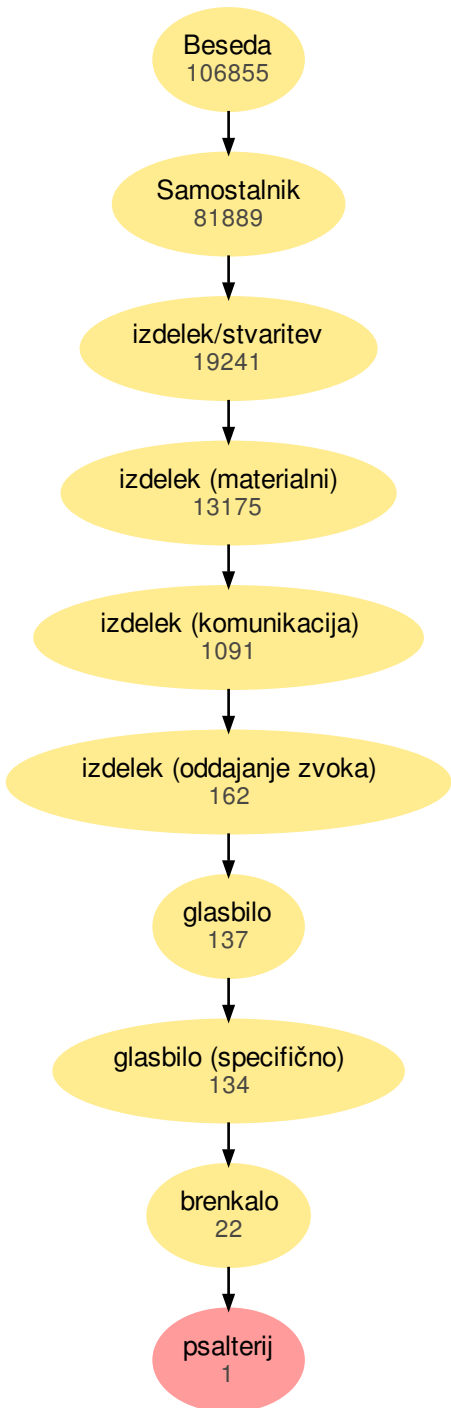 Beseda
106855
Samostalnik
81889
izdelek/stvaritev
19241
izdelek (materialni)
13175
izdelek (komunikacija)
1091
izdelek (oddajanje zvoka)
162
glasbilo
137
glasbilo (specifično)
134
brenkalo
22
psalterij
1